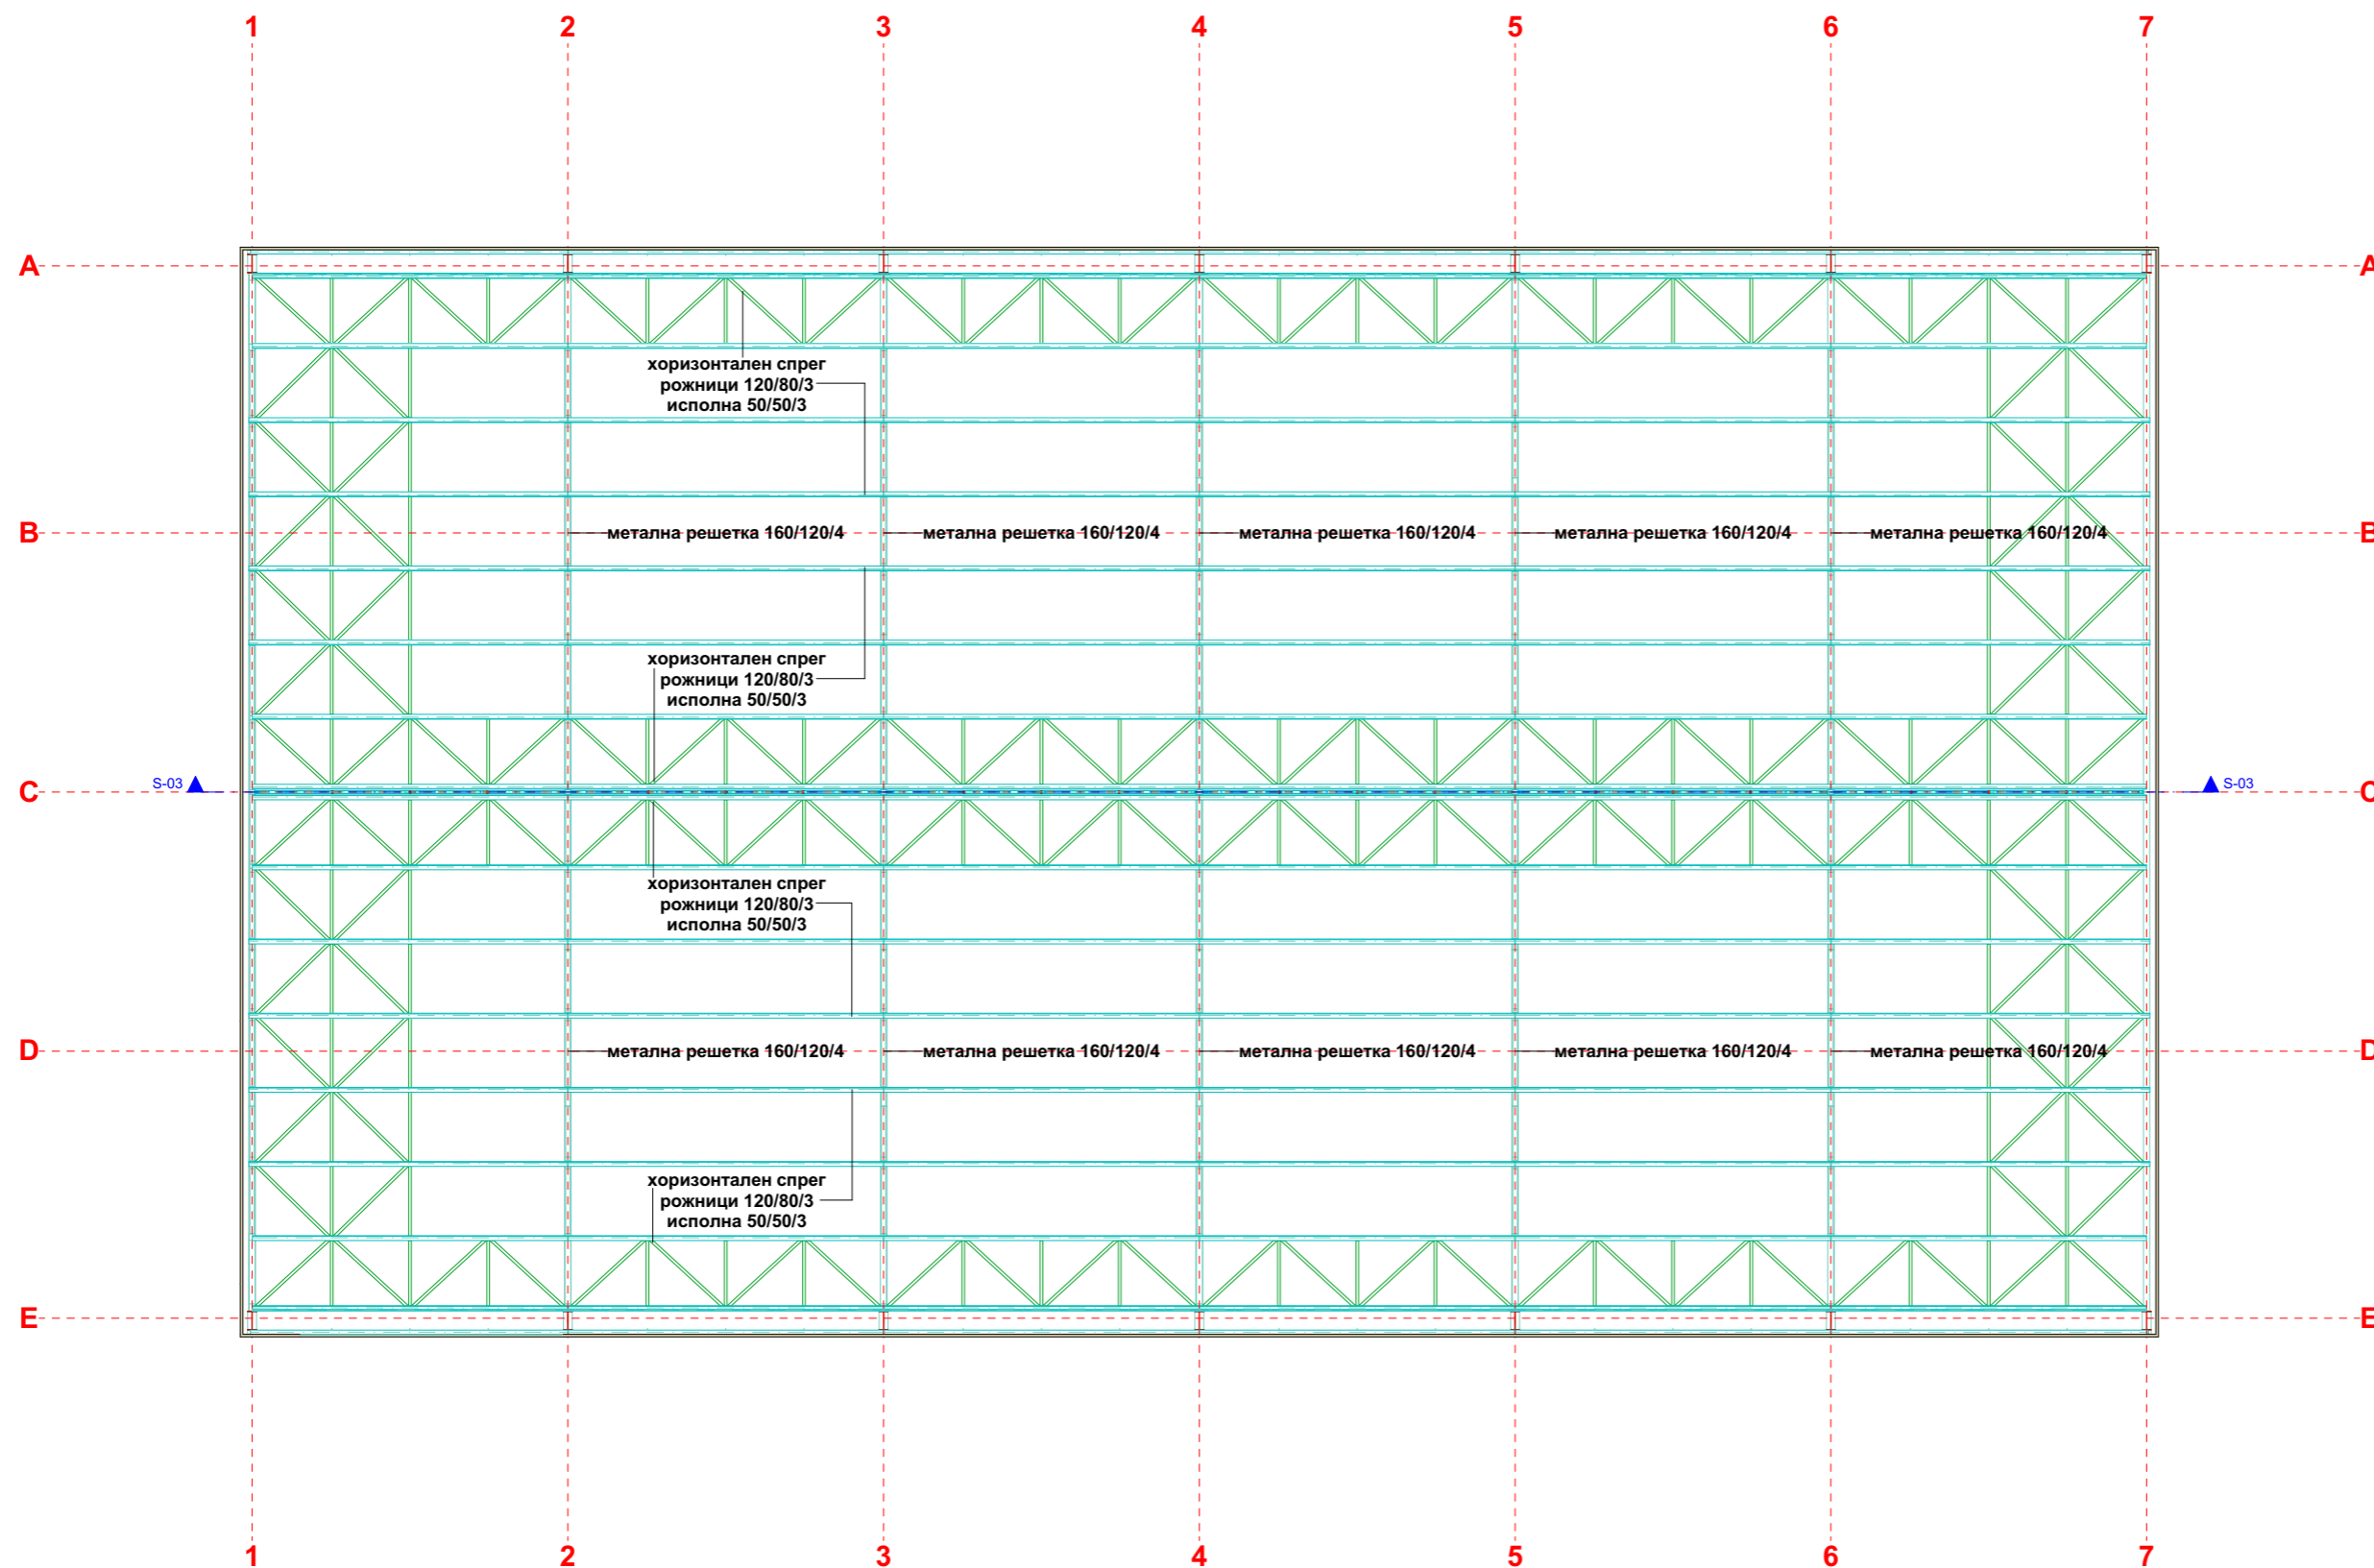 1 2 3 4 5 6 7
A A
хоризонтален спрег
рожници 120/80/3
исполна 50/50/3
B метална решетка 160/120/4 метална решетка 160/120/4 метална решетка 160/120/4 метална решетка 160/120/4 метална решетка 160/120/4 B
хоризонтален спрег
рожници 120/80/3
исполна 50/50/3
C S-03 S-03 C
хоризонтален спрег
рожници 120/80/3
исполна 50/50/3
D метална решетка 160/120/4 метална решетка 160/120/4 метална решетка 160/120/4 метална решетка 160/120/4 метална решетка 160/120/4 D
хоризонтален спрег
рожници 120/80/3
исполна 50/50/3
E E
1 2 3 4 5 6 7